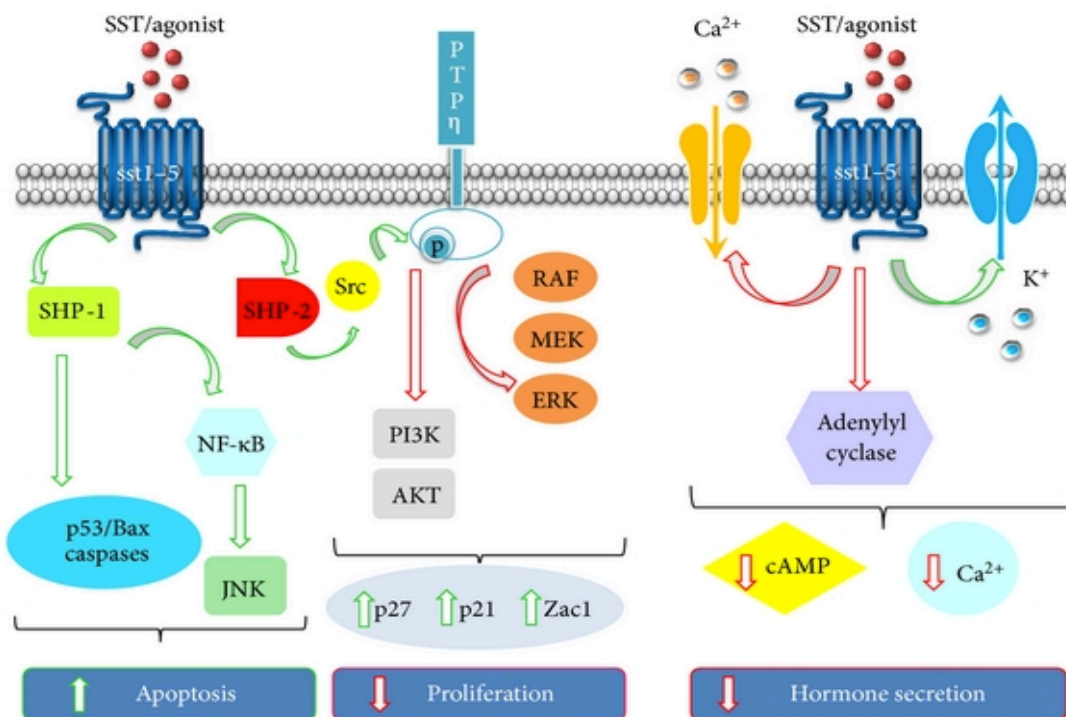 SST/agonist
P
T
P
η
Ca²⁺
SST/agonist
sst1–5
sst1–5
p
SHP-1
SHP-2
Src
RAF
MEK
ERK
K⁺
NF-κB
PI3K
AKT
Adenylyl
cyclase
p53/Bax
caspases
JNK
p27
p21
Zac1
cAMP
Ca²⁺
Apoptosis
Proliferation
Hormone secretion